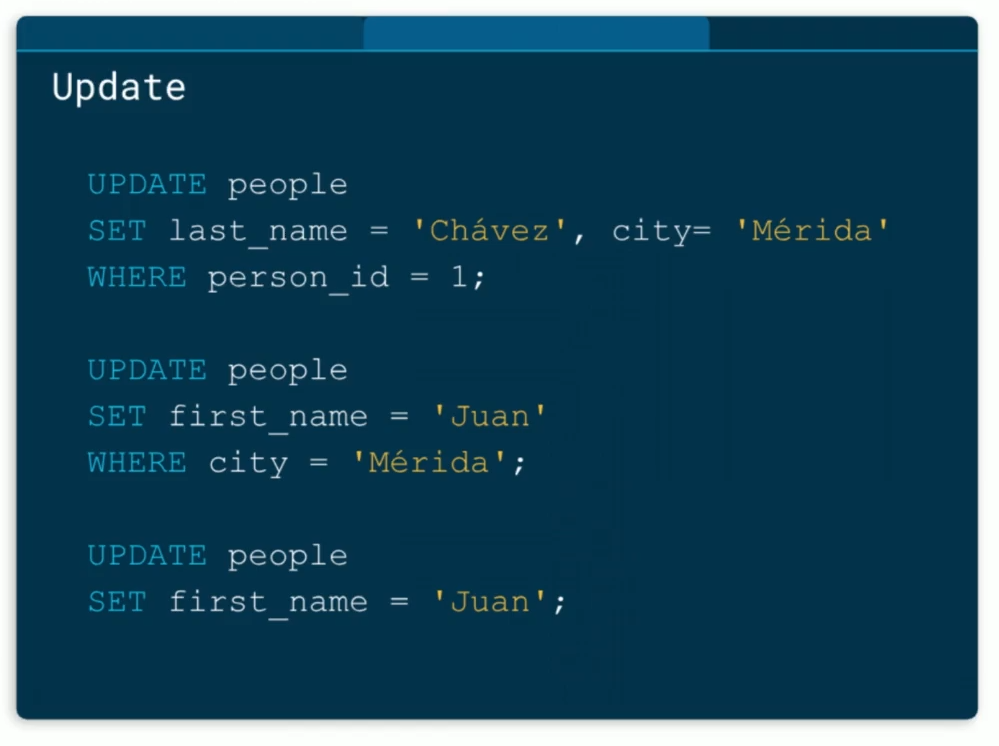 Update
UPDATE people
SET last_name = 'Chávez', city= 'Mérida'
WHERE person_id = 1;
UPDATE people
SET first_name = 'Juan'
WHERE city = 'Mérida';
UPDATE people
SET first_name = 'Juan';